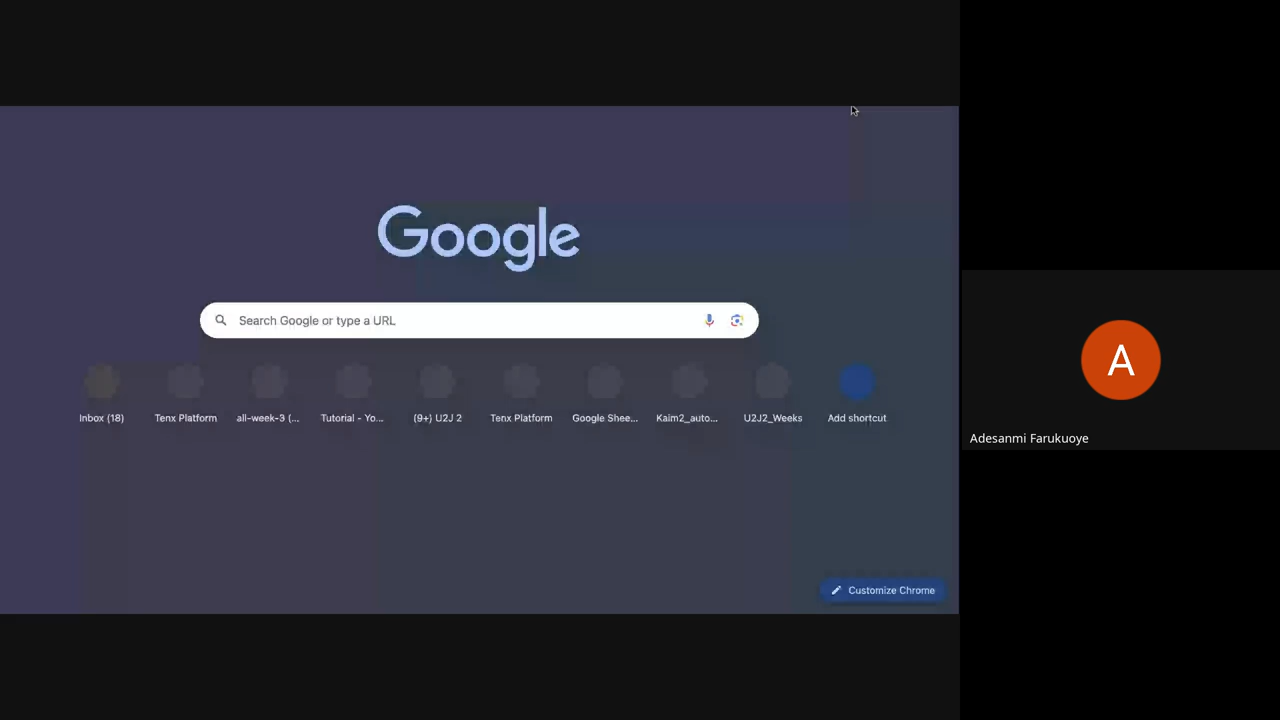 Google
Search Google or type a URL
Inbox (18)
Tenx Platform
all-week-3 (...
Tutorial - Yo...
(9+) U2J 2
Tenx Platform
Google Shee...
Kaim2_auto...
U2J2_Weeks
Add shortcut
Customize Chrome
A
Adesanmi Farukuoye